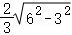 2/3 √(6² − 3²)